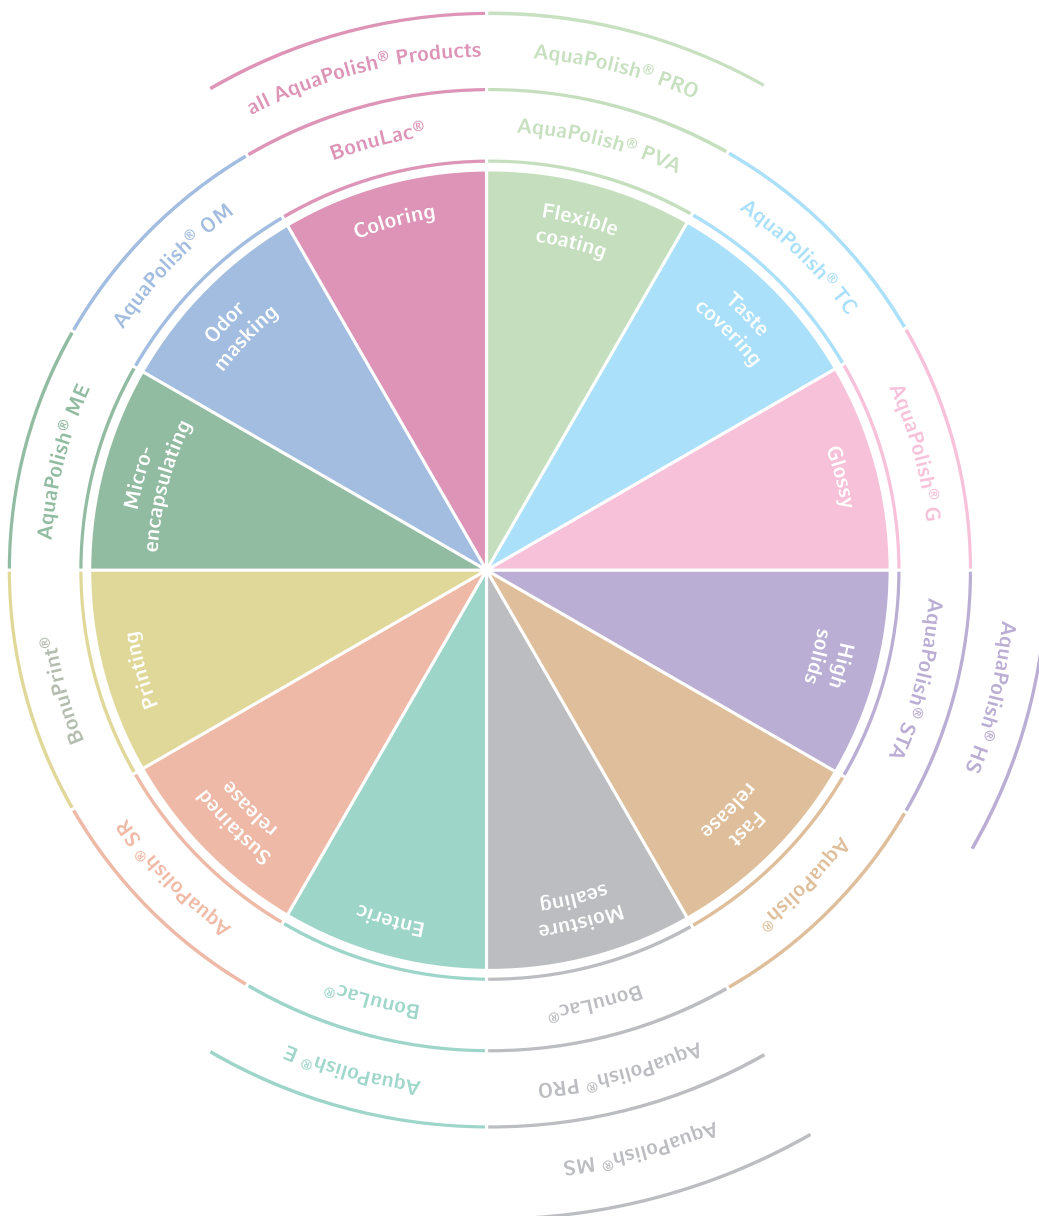 all AquaPolish® Products
BonuLac®
Coloring
AquaPolish® PRO
AquaPolish® PVA
Flexible
coating
AquaPolish® TC
Taste
covering
AquaPolish® G
Glossy
AquaPolish® HS
AquaPolish® STA
High
solids
AquaPolish®
Fast
release
Moisture
sealing
BonuLac®
AquaPolish® PRO
AquaPolish® MS
Enteric
BonuLac®
AquaPolish® E
Sustained
release
AquaPolish® SR
Printing
BonuPrint®
AquaPolish® ME
Micro-
encapsulating
AquaPolish® OM
Odor
masking